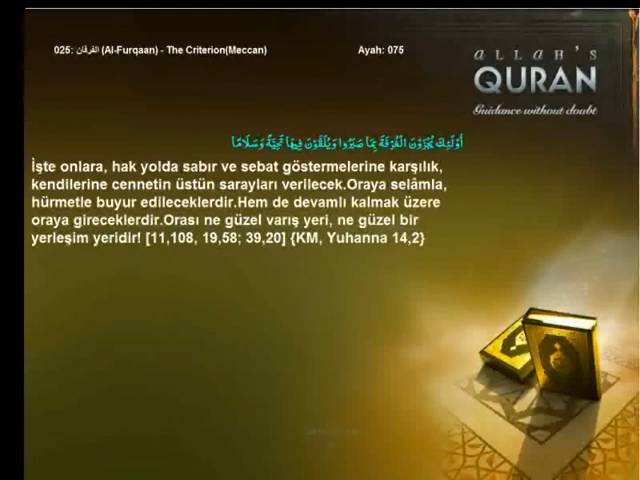 025: الفرقان (Al-Furqaan) - The Criterion(Meccan) Ayah: 075
ALLAH'S
QURAN
Guidance without doubt
أُوْلَئِكَ يُجْزَوْنَ الْغُرْفَةَ بِمَا صَبَرُوا وَيُلَقَّوْنَ فِيهَا تَحِيَّةً وَسَلَامًا
İşte onlara, hak yolda sabır ve sebat göstermelerine karşılık,
kendilerine cennetin üstün sarayları verilecek.Oraya selâmla,
hürmetle buyur edileceklerdir.Hem de devamlı kalmak üzere
oraya gireceklerdir.Orası ne güzel varış yeri, ne güzel bir
yerleşim yeridir! [11,108, 19,58; 39,20] {KM, Yuhanna 14,2}